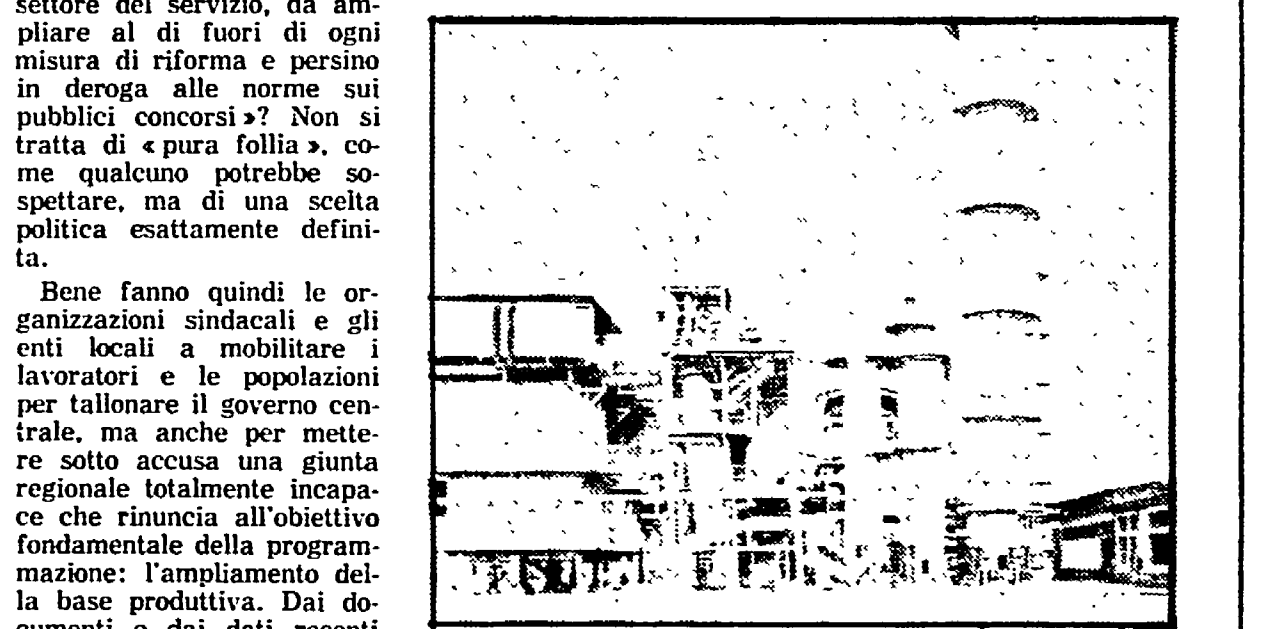 settore del servizio, da am-
pliare al di fuori di ogni
misura di riforma e persino
in deroga alle norme sui
pubblici concorsi»? Non si
tratta di «pura follia», co-
me qualcuno potrebbe so-
spettare, ma di una scelta
politica esattamente defini-
ta.
Bene fanno quindi le or-
ganizzazioni sindacali e gli
enti locali a mobilitare i
lavoratori e le popolazioni
per tallonare il governo cen-
trale, ma anche per mette-
re sotto accusa una giunta
regionale totalmente incapa-
ce che rinuncia all'obiettivo
fondamentale della program-
mazione: l'ampliamento del-
la base produttiva. Dai do-
cumenti e dai dati recenti